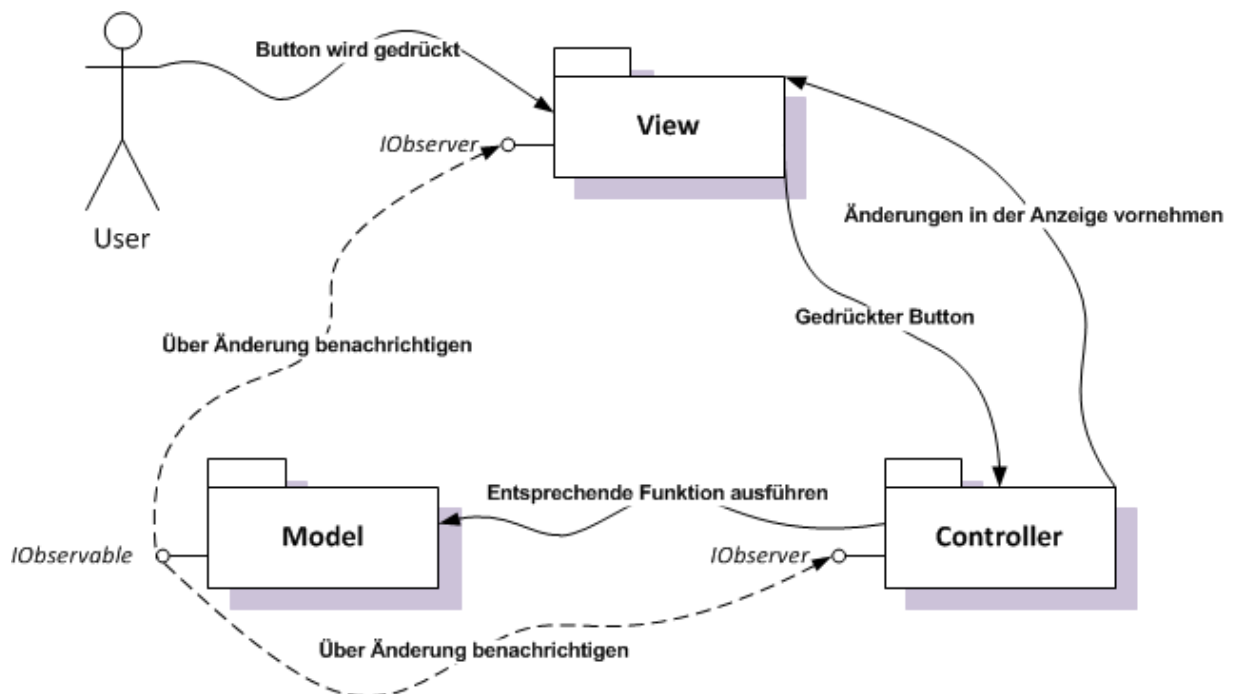 Button wird gedrückt
View
IObserver
User
Änderungen in der Anzeige vornehmen
Gedrückter Button
Über Änderung benachrichtigen
Entsprechende Funktion ausführen
Model
Controller
IObservable
IObserver
Über Änderung benachrichtigen